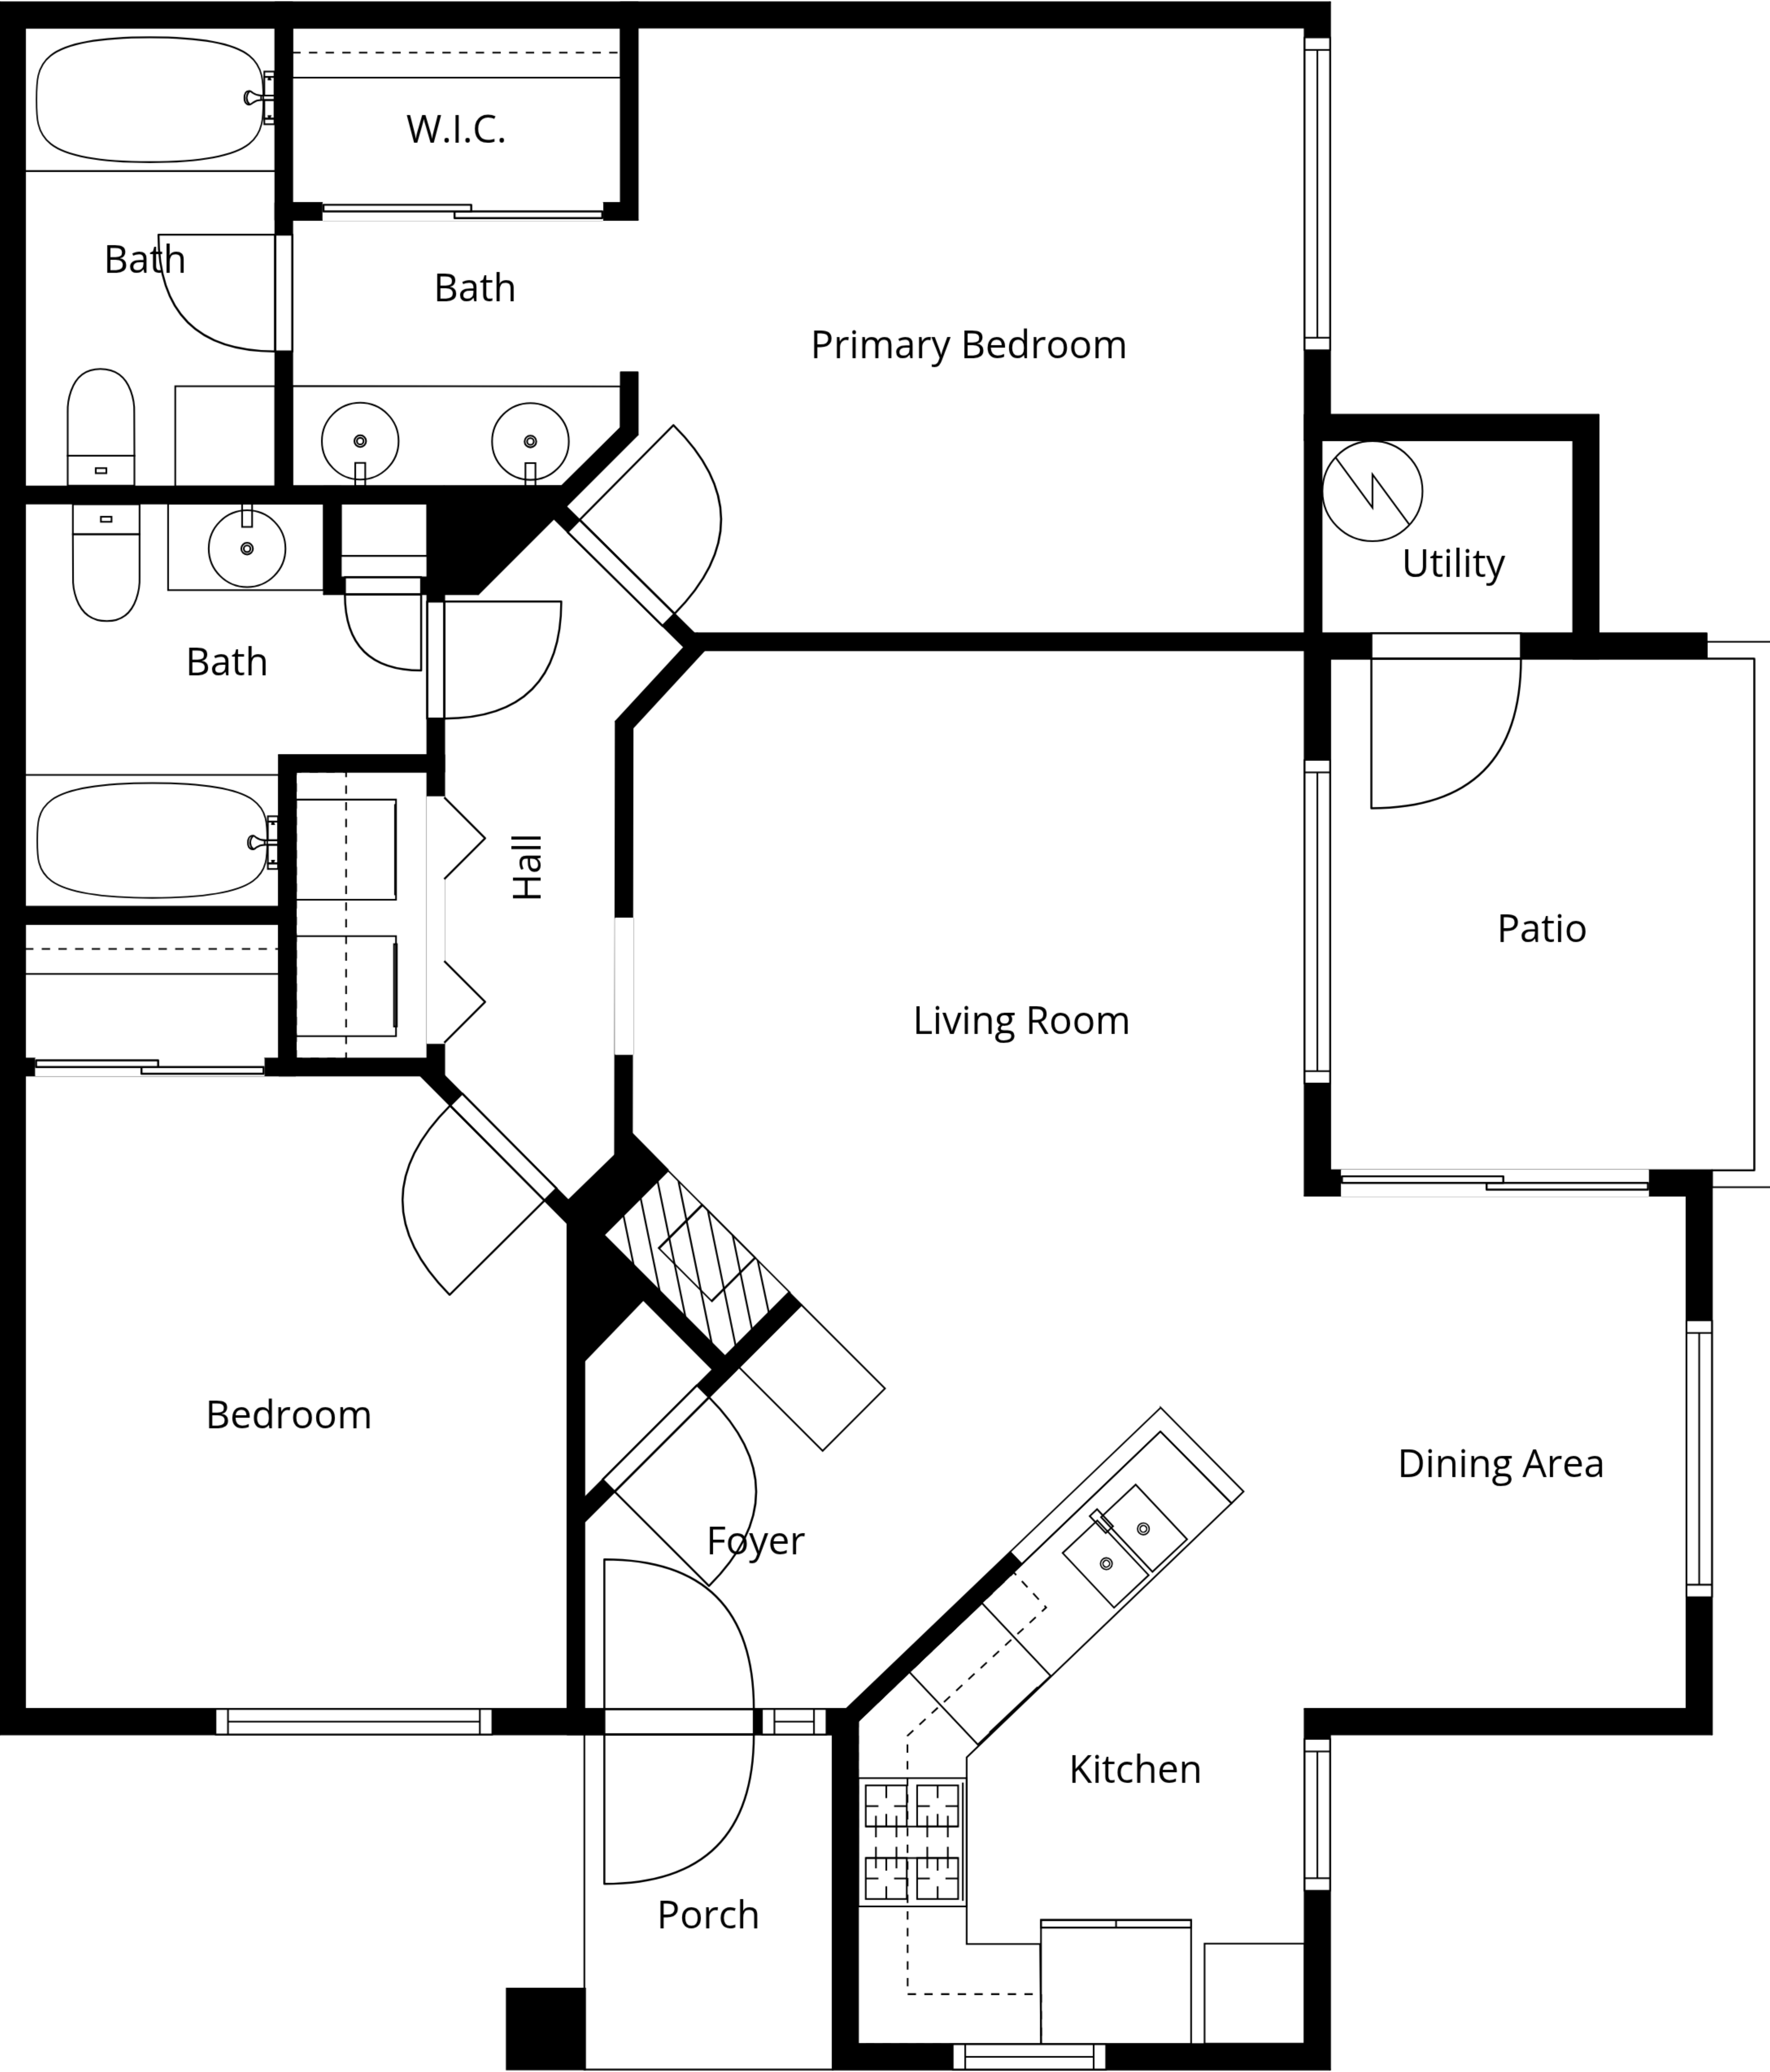 W.I.C.
Bath
Bath
Primary Bedroom
Utility
Bath
Hall
Patio
Living Room
Bedroom
Dining Area
Foyer
Kitchen
Porch